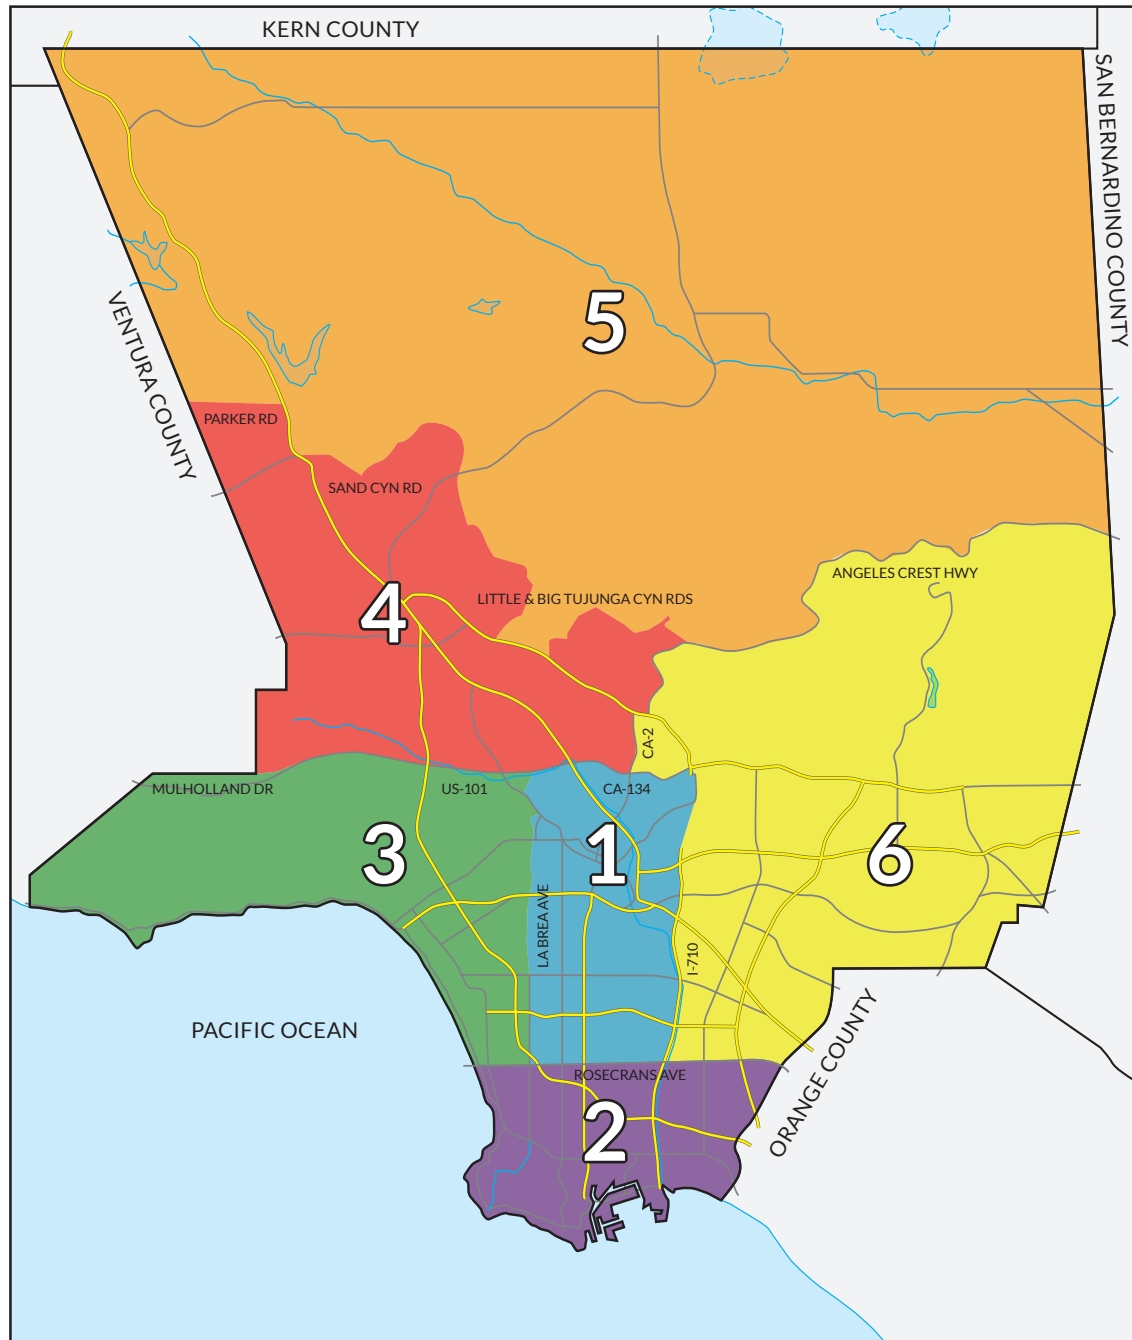 KERN COUNTY
SAN BERNARDINO COUNTY
VENTURA COUNTY
5
PARKER RD
SAND CYN RD
ANGELES CREST HWY
LITTLE & BIG TUJUNGA CYN RDS
4
CA-2
MULHOLLAND DR
US-101
CA-134
3
1
6
LA BREA AVE
I-710
PACIFIC OCEAN
ORANGE COUNTY
ROSECRANS AVE
2